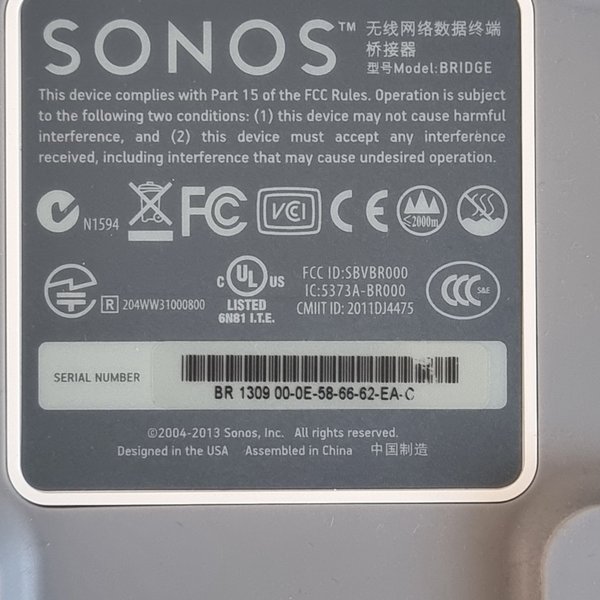 SONOS™ 无线网络数据终端
桥接器
型号Model:BRIDGE
This device complies with Part 15 of the FCC Rules. Operation is subject
to the following two conditions: (1) this device may not cause harmful
interference, and (2) this device must accept any interference
received, including interference that may cause undesired operation.
N1594 FC VCI CE ≤2000m
R 204WW31000800
C UL US
LISTED
6N81 I.T.E.
FCC ID:SBVBR000
IC:5373A-BR000
CMIIT ID: 2011DJ4475
CCC S&E
SERIAL NUMBER
BR 1309 00-0E-58-66-62-EA-C
©2004-2013 Sonos, Inc. All rights reserved.
Designed in the USA Assembled in China 中国制造